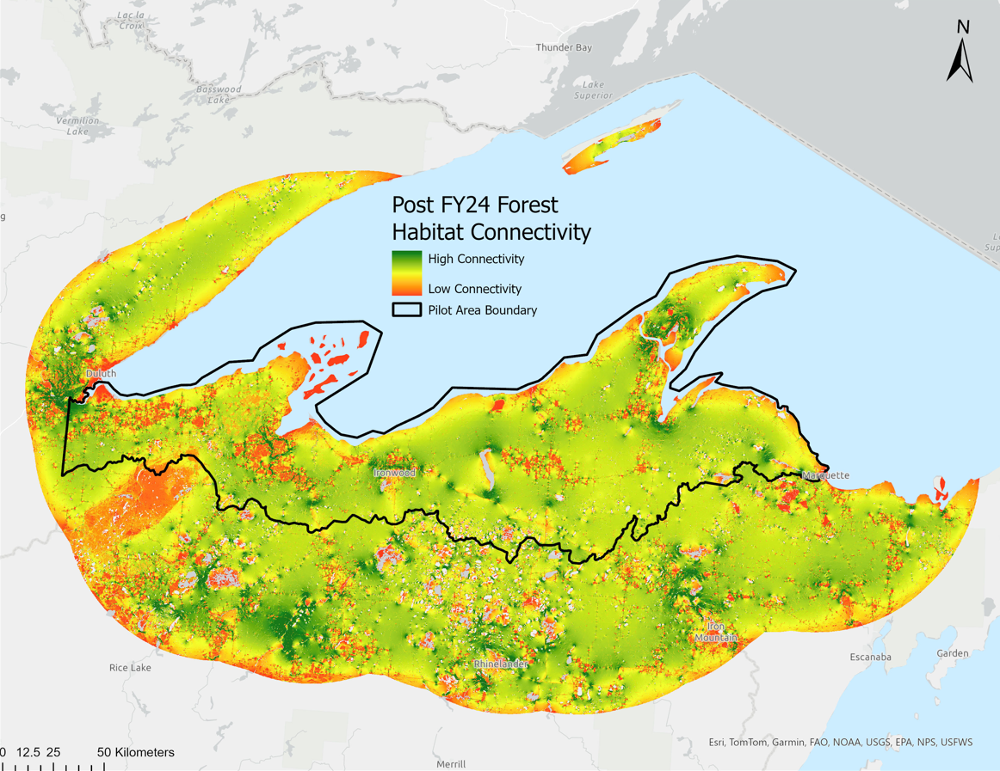 Lac la
Croix
N
Thunder Bay
Basswood
Lake
Lake
Superior
Vermilion
Lake
g
Post FY24 Forest
Habitat Connectivity
High Connectivity
Low Connectivity
Pilot Area Boundary
La
Sup
Duluth
Ironwood
Marquette
Iron
Mountain
Rice Lake
Rhinelander
Escanaba
Garden
Esri, TomTom, Garmin, FAO, NOAA, USGS, EPA, NPS, USFWS
0 12.5 25 50 Kilometers
Merrill